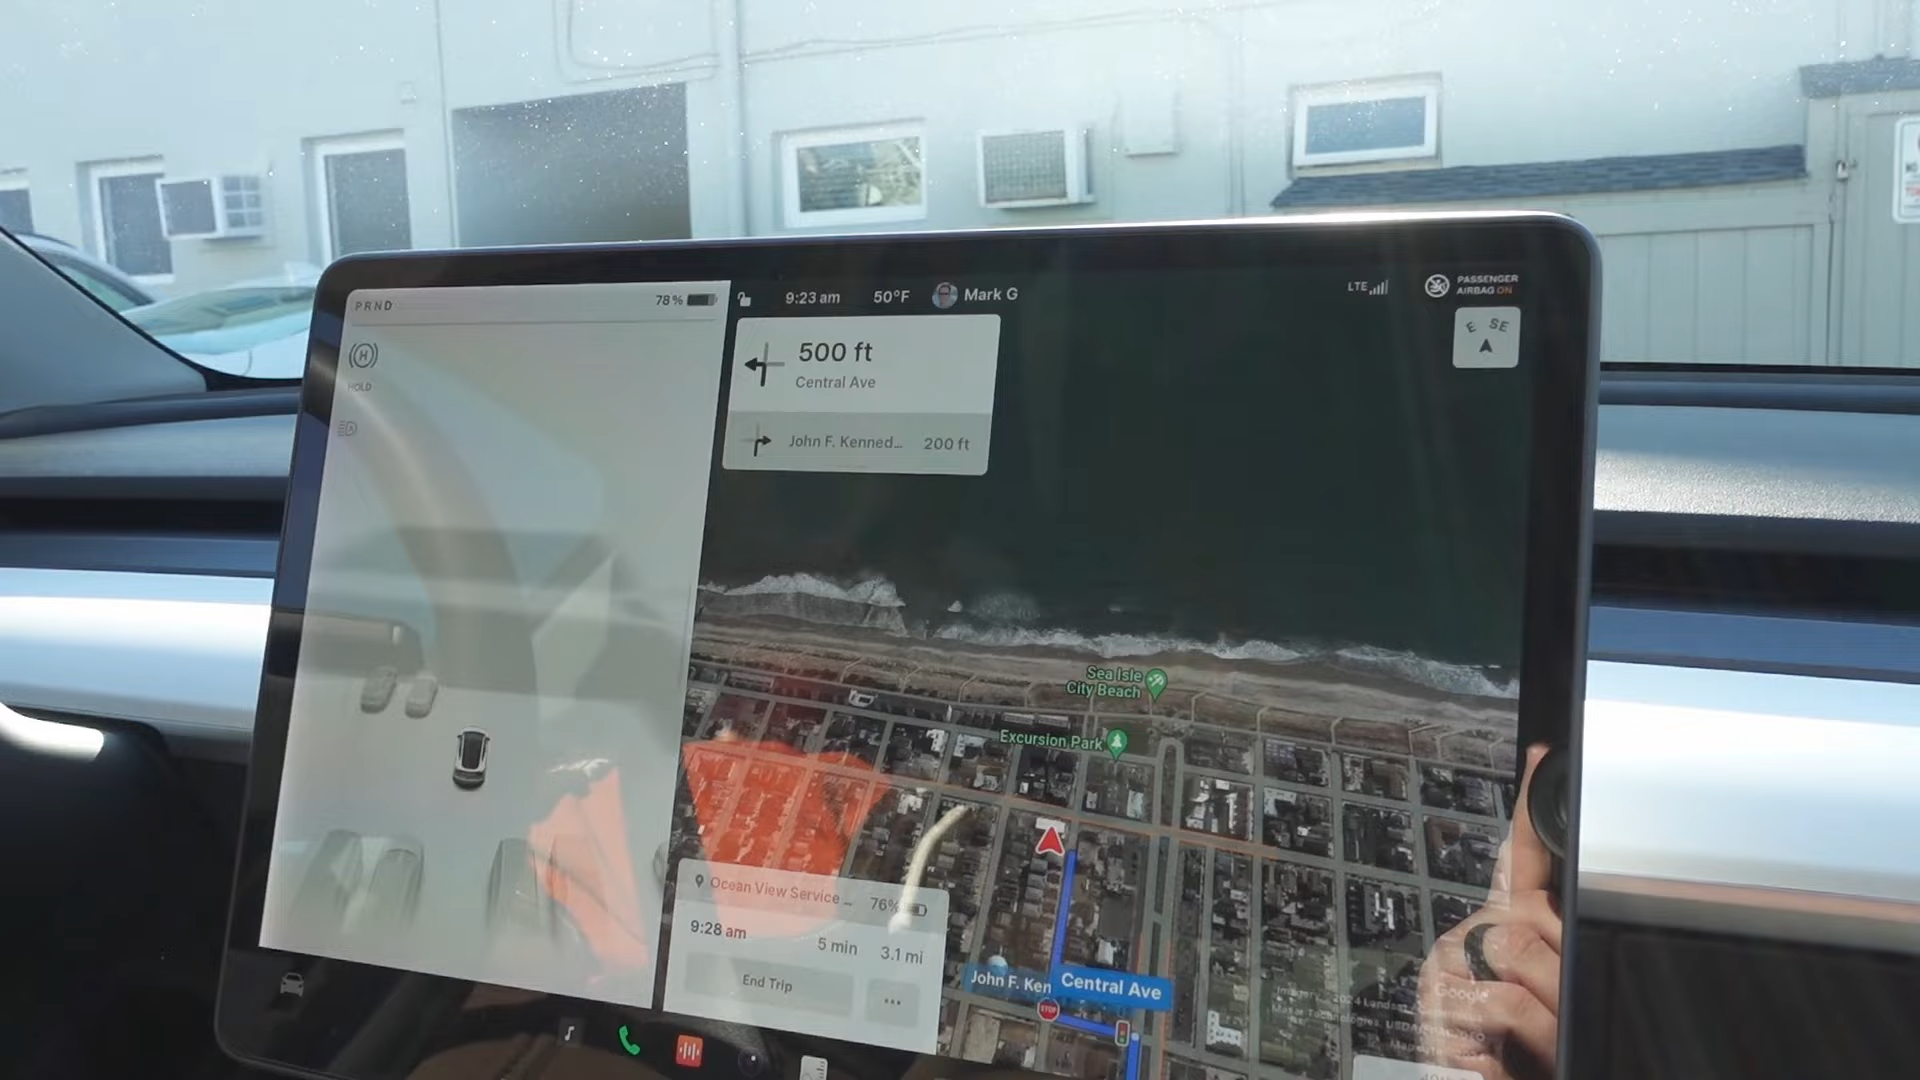 PRND
78%
9:23 am
50°F
Mark G
LTE
PASSENGER
AIRBAG ON
E SE
H
HOLD
500 ft
Central Ave
John F. Kenned...
200 ft
Sea Isle
City Beach
Excursion Park
Ocean View Service ...
76%
9:28 am
5 min
3.1 mi
End Trip
...
John F. Ken
Central Ave
STOP
Google